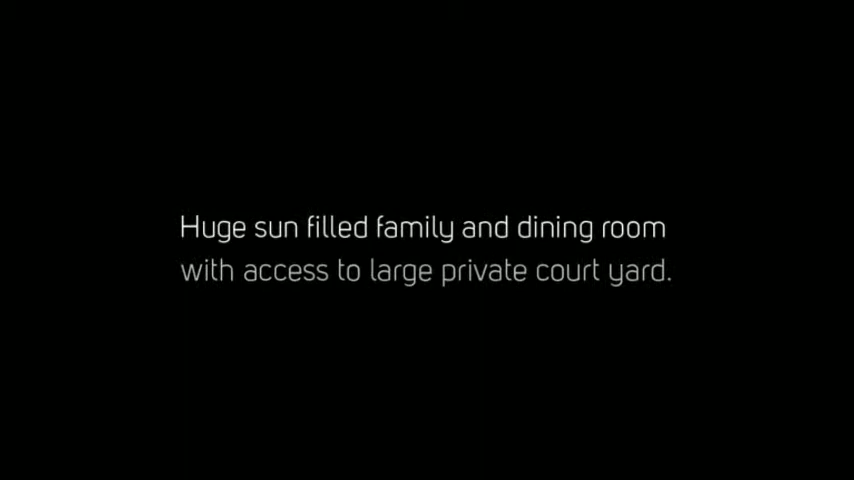 Huge sun filled family and dining room
with access to large private court yard.